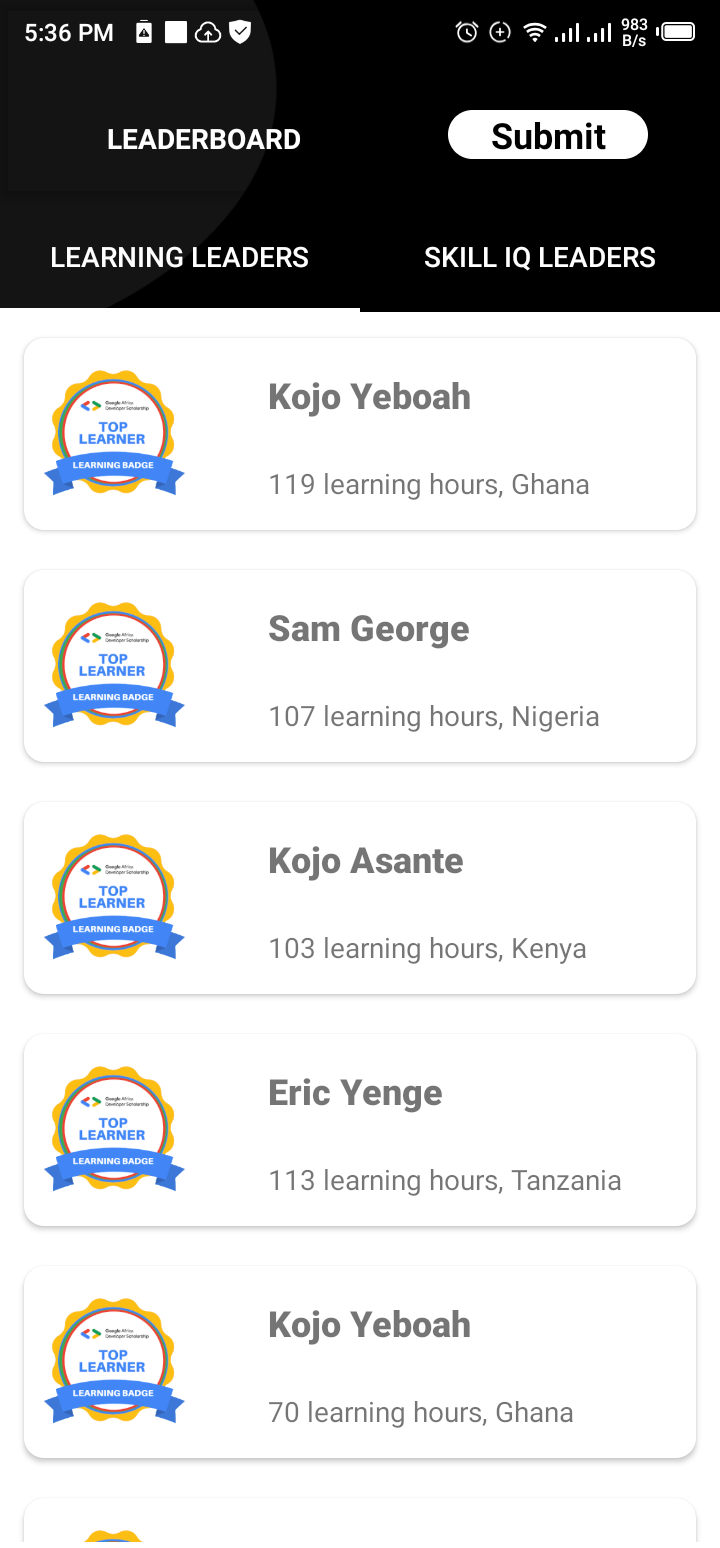 5:36 PM
983
B/s
LEADERBOARD
Submit
LEARNING LEADERS
SKILL IQ LEADERS
Google Africa
Developer Scholarship
TOP
LEARNER
LEARNING BADGE
Kojo Yeboah
119 learning hours, Ghana
Google Africa
Developer Scholarship
TOP
LEARNER
LEARNING BADGE
Sam George
107 learning hours, Nigeria
Google Africa
Developer Scholarship
TOP
LEARNER
LEARNING BADGE
Kojo Asante
103 learning hours, Kenya
Google Africa
Developer Scholarship
TOP
LEARNER
LEARNING BADGE
Eric Yenge
113 learning hours, Tanzania
Google Africa
Developer Scholarship
TOP
LEARNER
LEARNING BADGE
Kojo Yeboah
70 learning hours, Ghana